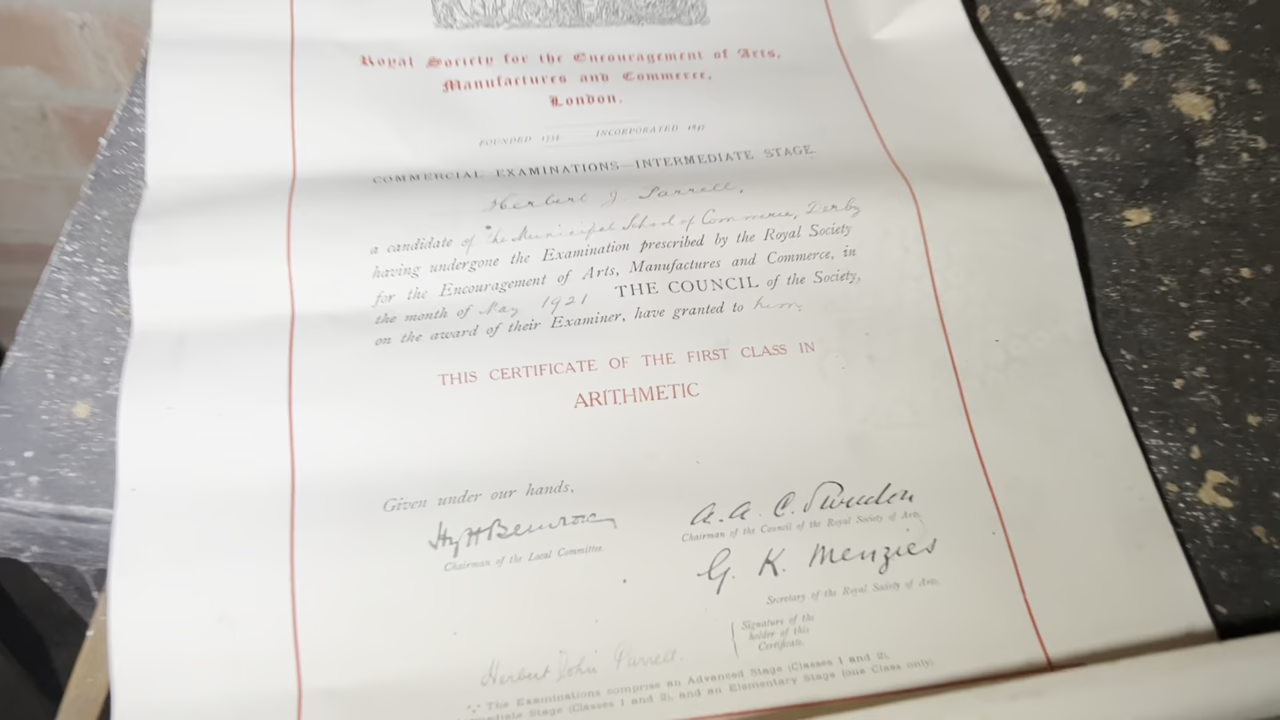 Royal Society for the Encouragement of Arts,
Manufactures and Commerce,
London.
FOUNDED 1754 INCORPORATED 1847
COMMERCIAL EXAMINATIONS—INTERMEDIATE STAGE.
Herbert J. Parrell,
a candidate of the Municipal School of Commerce, Derby
having undergone the Examination prescribed by the Royal Society
for the Encouragement of Arts, Manufactures and Commerce, in
the month of May 1921 THE COUNCIL of the Society,
on the award of their Examiner, have granted to him,
THIS CERTIFICATE OF THE FIRST CLASS IN
ARITHMETIC
Given under our hands,
A. A. C. Swinton
Chairman of the Council of the Royal Society of Arts.
Chairman of the Local Committee.
G. K. Menzies
Secretary of the Royal Society of Arts.
Signature of the
holder of this
Certificate.
Herbert John Parrell.
The Examinations comprise an Advanced Stage (Classes 1 and 2),
Stage (Classes 1 and 2), and an Elementary Stage (one Class only).